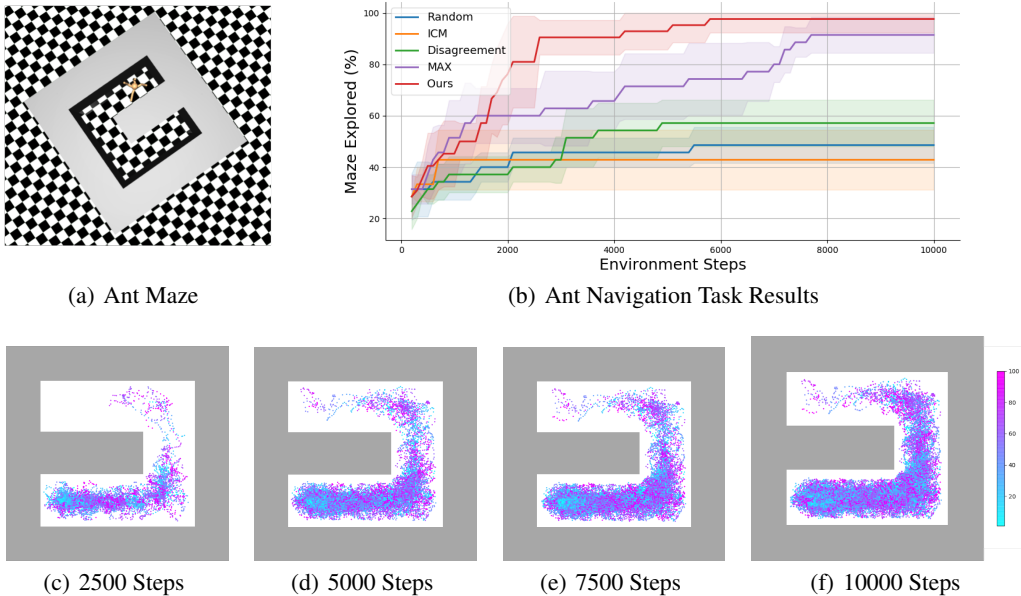 Random
ICM
Disagreement
MAX
Ours
Maze Explored (%)
100
80
60
40
20
0
2000
4000
6000
8000
10000
Environment Steps
(a) Ant Maze
(b) Ant Navigation Task Results
100
80
60
40
20
(c) 2500 Steps
(d) 5000 Steps
(e) 7500 Steps
(f) 10000 Steps